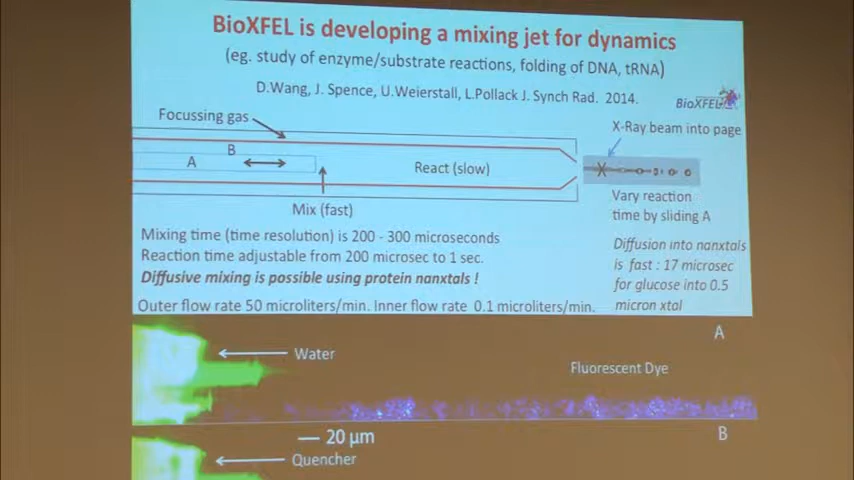 BioXFEL is developing a mixing jet for dynamics
(eg. study of enzyme/substrate reactions, folding of DNA, tRNA)
D.Wang, J. Spence, U.Weierstall, L.Pollack J. Synch Rad. 2014.
BioXFEL
Focussing gas
X-Ray beam into page
B
A
React (slow)
Mix (fast)
Vary reaction
time by sliding A
Mixing time (time resolution) is 200 - 300 microseconds
Reaction time adjustable from 200 microsec to 1 sec.
Diffusive mixing is possible using protein nanxtals !
Outer flow rate 50 microliters/min. Inner flow rate 0.1 microliters/min.
Diffusion into nanxtals
is fast : 17 microsec
for glucose into 0.5
micron xtal
A
Water
Fluorescent Dye
20 µm
B
Quencher